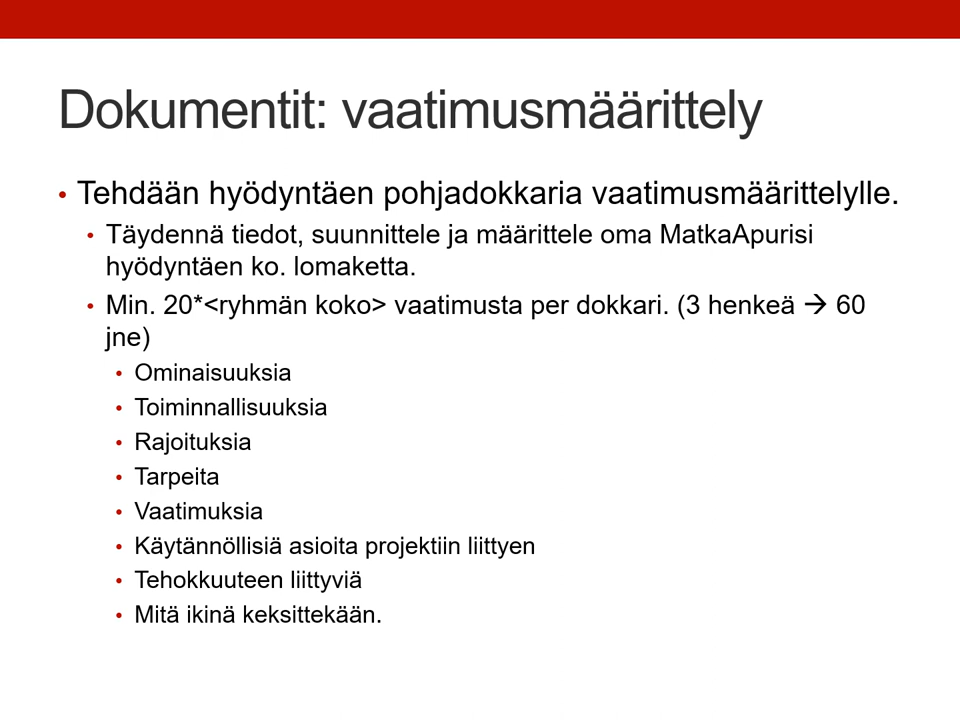 Dokumentit: vaatimusmäärittely
• Tehdään hyödyntäen pohjadokkaria vaatimusmäärittelylle.
• Täydennä tiedot, suunnittele ja määrittele oma MatkaApurisi
hyödyntäen ko. lomaketta.
• Min. 20*<ryhmän koko> vaatimusta per dokkari. (3 henkeä → 60
jne)
• Ominaisuuksia
• Toiminnallisuuksia
• Rajoituksia
• Tarpeita
• Vaatimuksia
• Käytännöllisiä asioita projektiin liittyen
• Tehokkuuteen liittyviä
• Mitä ikinä keksittekään.